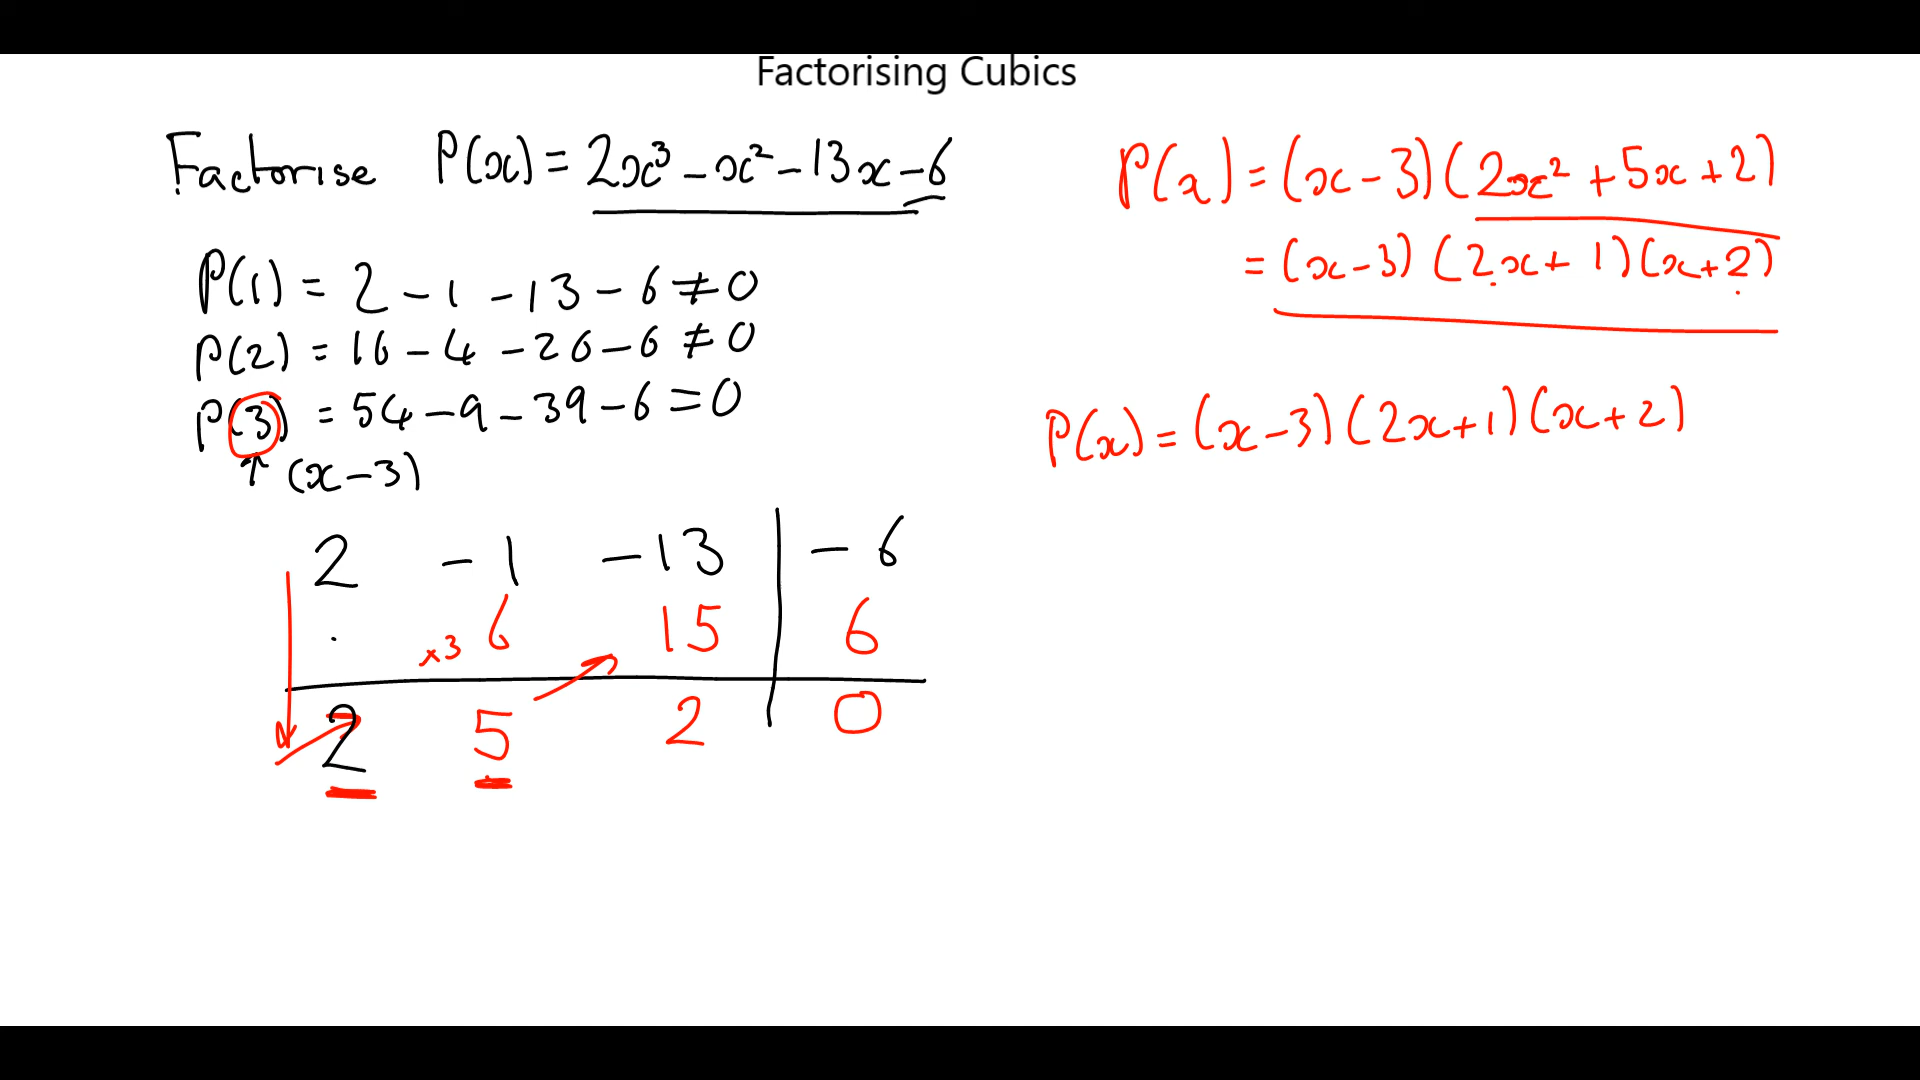 Factorising Cubics
Factorise P(x) = 2x³ - x² - 13x - 6
P(1) = 2 - 1 - 13 - 6 ≠ 0
P(2) = 16 - 4 - 26 - 6 ≠ 0
P(3) = 54 - 9 - 39 - 6 = 0
↑ (x - 3)
2 -1 -13 | -6
×3 6 15 | 6
2 5 2 | 0
P(x) = (x - 3)(2x² + 5x + 2)
= (x - 3)(2x + 1)(x + 2)
P(x) = (x - 3)(2x + 1)(x + 2)